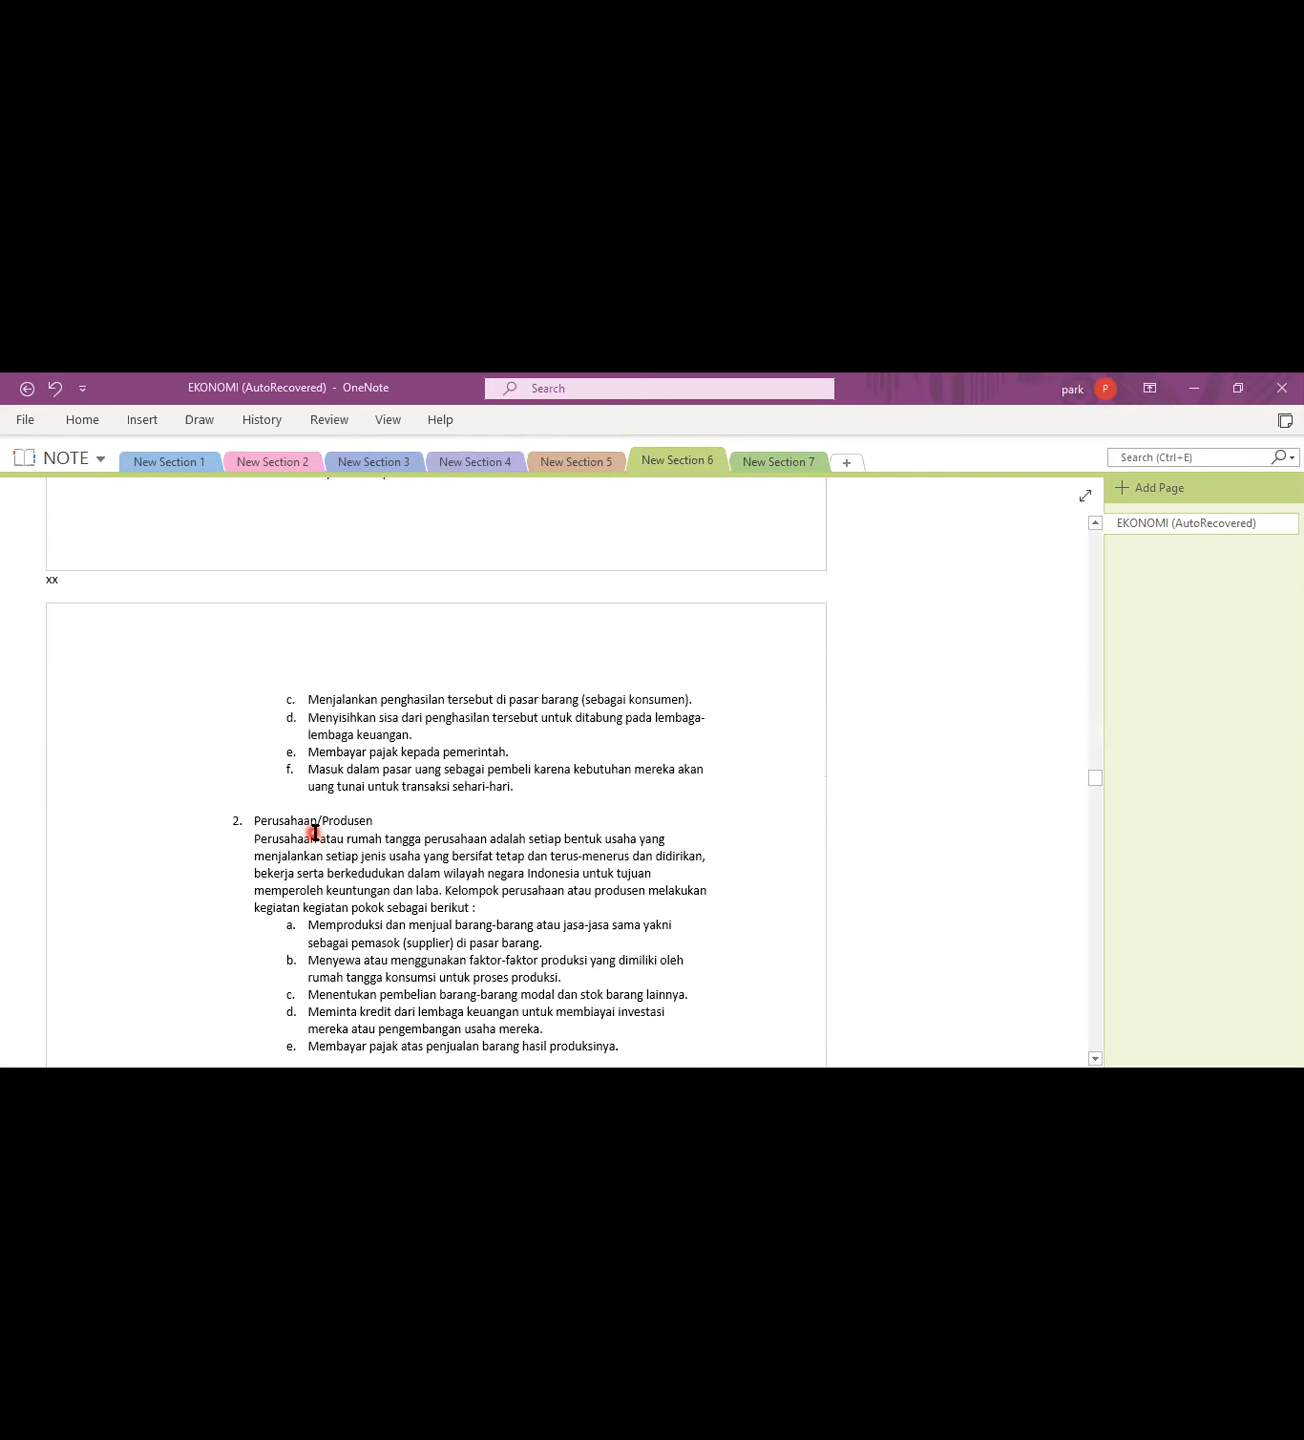 EKONOMI (AutoRecovered) - OneNote
Search
park
P
File Home Insert Draw History Review View Help
NOTE
New Section 1
New Section 2
New Section 3
New Section 4
New Section 5
New Section 6
New Section 7
Search (Ctrl+E)
Add Page
EKONOMI (AutoRecovered)
xx
c. Menjalankan penghasilan tersebut di pasar barang (sebagai konsumen).
d. Menyisihkan sisa dari penghasilan tersebut untuk ditabung pada lembaga-
lembaga keuangan.
e. Membayar pajak kepada pemerintah.
f. Masuk dalam pasar uang sebagai pembeli karena kebutuhan mereka akan
uang tunai untuk transaksi sehari-hari.
2. Perusahaan/Produsen
Perusahaan atau rumah tangga perusahaan adalah setiap bentuk usaha yang
menjalankan setiap jenis usaha yang bersifat tetap dan terus-menerus dan didirikan,
bekerja serta berkedudukan dalam wilayah negara Indonesia untuk tujuan
memperoleh keuntungan dan laba. Kelompok perusahaan atau produsen melakukan
kegiatan kegiatan pokok sebagai berikut :
a. Memproduksi dan menjual barang-barang atau jasa-jasa sama yakni
sebagai pemasok (supplier) di pasar barang.
b. Menyewa atau menggunakan faktor-faktor produksi yang dimiliki oleh
rumah tangga konsumsi untuk proses produksi.
c. Menentukan pembelian barang-barang modal dan stok barang lainnya.
d. Meminta kredit dari lembaga keuangan untuk membiayai investasi
mereka atau pengembangan usaha mereka.
e. Membayar pajak atas penjualan barang hasil produksinya.